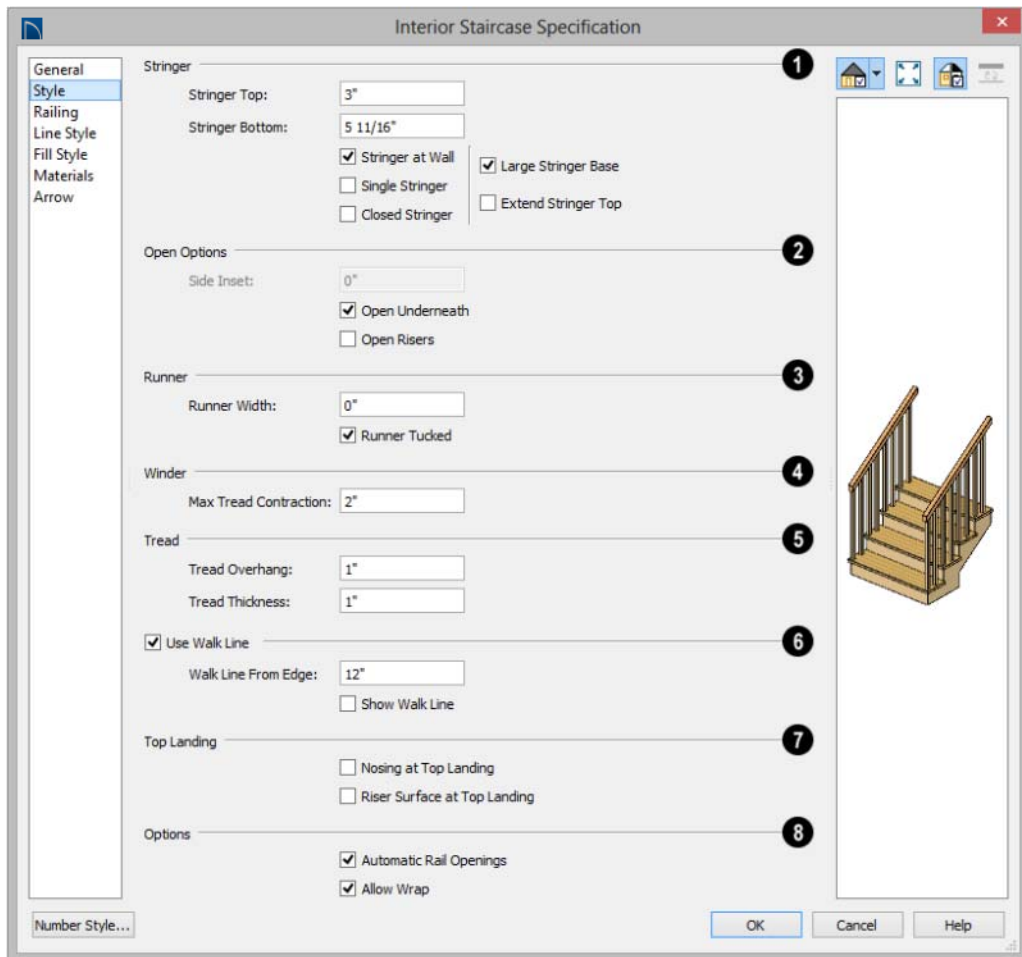 Interior Staircase Specification
General
Style
Railing
Line Style
Fill Style
Materials
Arrow
Stringer
1
Stringer Top: 3"
Stringer Bottom: 5 11/16"
Stringer at Wall
Large Stringer Base
Single Stringer
Extend Stringer Top
Closed Stringer
Open Options
2
Side Inset: 0"
Open Underneath
Open Risers
Runner
3
Runner Width: 0"
Runner Tucked
Winder
4
Max Tread Contraction: 2"
Tread
5
Tread Overhang: 1"
Tread Thickness: 1"
Use Walk Line
6
Walk Line From Edge: 12"
Show Walk Line
Top Landing
7
Nosing at Top Landing
Riser Surface at Top Landing
Options
8
Automatic Rail Openings
Allow Wrap
Number Style...
OK
Cancel
Help